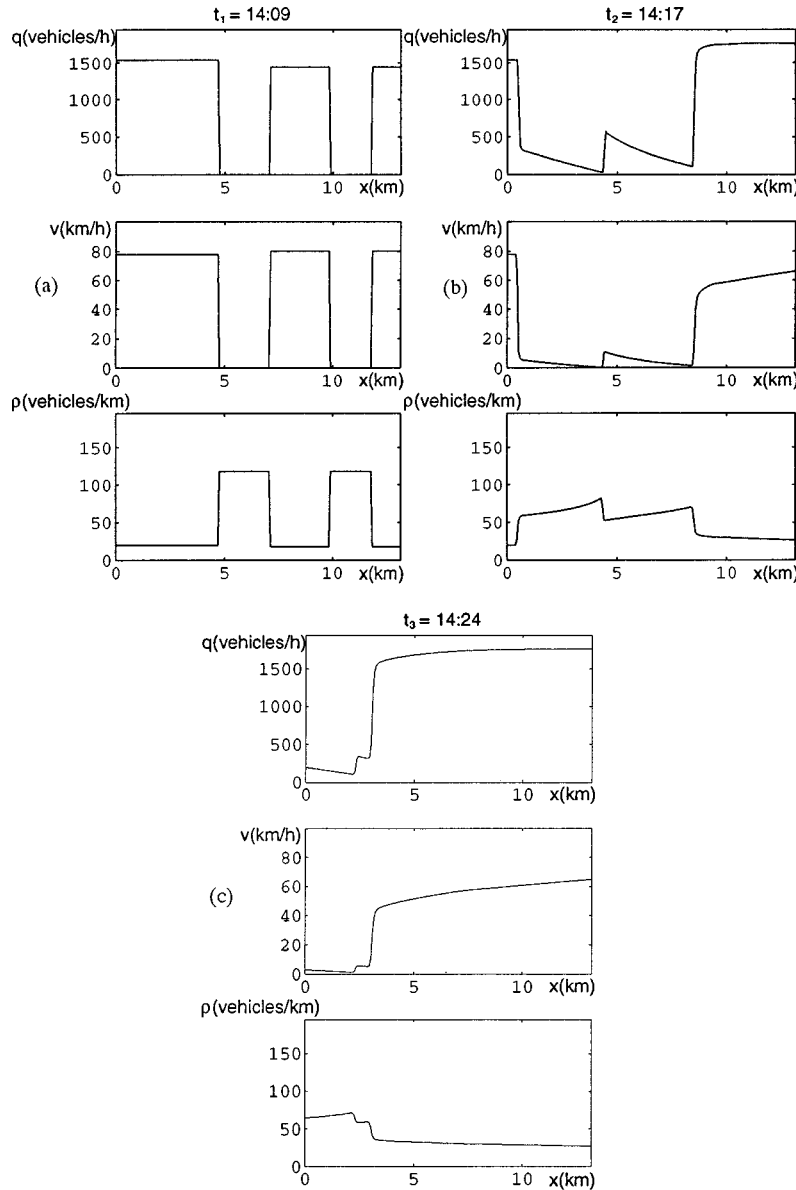 t₁ = 14:09
q(vehicles/h)
1500
1000
500
0
0 5 10 x(km)
v(km/h)
80
60
40
20
0
0 5 10 x(km)
(a)
ρ(vehicles/km)
150
100
50
0
0 5 10 x(km)
t₂ = 14:17
q(vehicles/h)
1500
1000
500
0
0 5 10 x(km)
v(km/h)
80
60
40
20
0
0 5 10 x(km)
(b)
ρ(vehicles/km)
150
100
50
0
0 5 10 x(km)
t₃ = 14:24
q(vehicles/h)
1500
1000
500
0
0 5 10 x(km)
v(km/h)
80
60
40
20
0
0 5 10 x(km)
(c)
ρ(vehicles/km)
150
100
50
0
0 5 10 x(km)